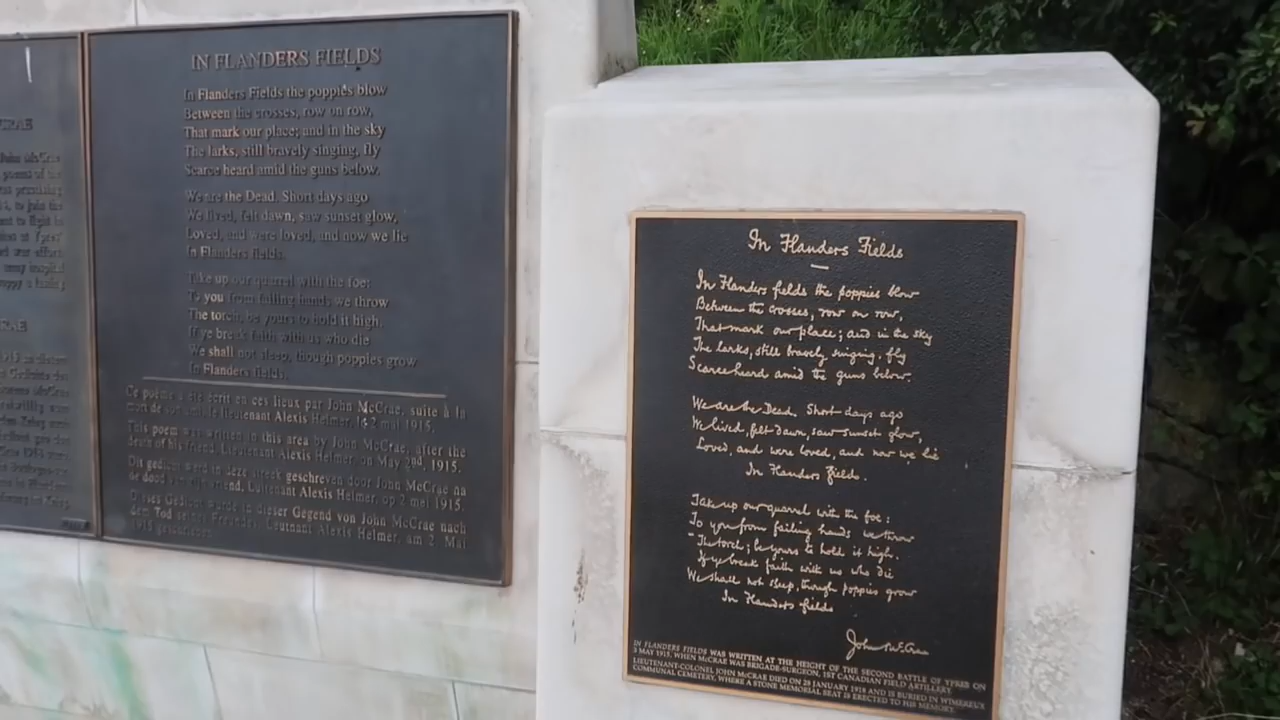 IN FLANDERS FIELDS
In Flanders Fields the poppies blow
Between the crosses, row on row,
That mark our place; and in the sky
The larks, still bravely singing, fly
Scarce heard amid the guns below.
We are the Dead. Short days ago
We lived, felt dawn, saw sunset glow,
Loved, and were loved, and now we lie
In Flanders fields.
Take up our quarrel with the foe:
To you from failing hands we throw
The torch, be yours to hold it high.
If ye break faith with us who die
We shall not sleep, though poppies grow
In Flanders fields.
Ce poème a été écrit en ces lieux par John McCrae, suite à la
mort de son ami, le lieutenant Alexis Helmer, le 2 mai 1915.
This poem was written in this area by John McCrae, after the
death of his friend, Lieutenant Alexis Helmer, on May 2nd, 1915.
Dit gedicht werd in deze streek geschreven door John McCrae na
de dood van zijn vriend, Luitenant Alexis Helmer, op 2 mei 1915.
Dieses Gedicht wurde in dieser Gegend von John McCrae nach
dem Tod seines Freundes, Leutnant Alexis Helmer, am 2. Mai
1915 geschrieben.
In Flanders Fields
In Flanders fields the poppies blow
Between the crosses, row on row,
That mark our place; and in the sky
The larks, still bravely singing, fly
Scarce heard amid the guns below.
We are the Dead. Short days ago
We lived, felt dawn, saw sunset glow,
Loved, and were loved, and now we lie
In Flanders fields.
Take up our quarrel with the foe:
To you from failing hands we throw
The torch; be yours to hold it high.
If ye break faith with us who die
We shall not sleep, though poppies grow
In Flanders fields
John McCrae
IN FLANDERS FIELDS WAS WRITTEN AT THE HEIGHT OF THE SECOND BATTLE OF YPRES ON
3 MAY 1915, WHEN McCRAE WAS BRIGADE-SURGEON, 1ST CANADIAN FIELD ARTILLERY.
LIEUTENANT-COLONEL JOHN McCRAE DIED ON 28 JANUARY 1918 AND IS BURIED IN WIMEREUX
COMMUNAL CEMETERY, WHERE A STONE MEMORIAL SEAT IS ERECTED TO HIS MEMORY.